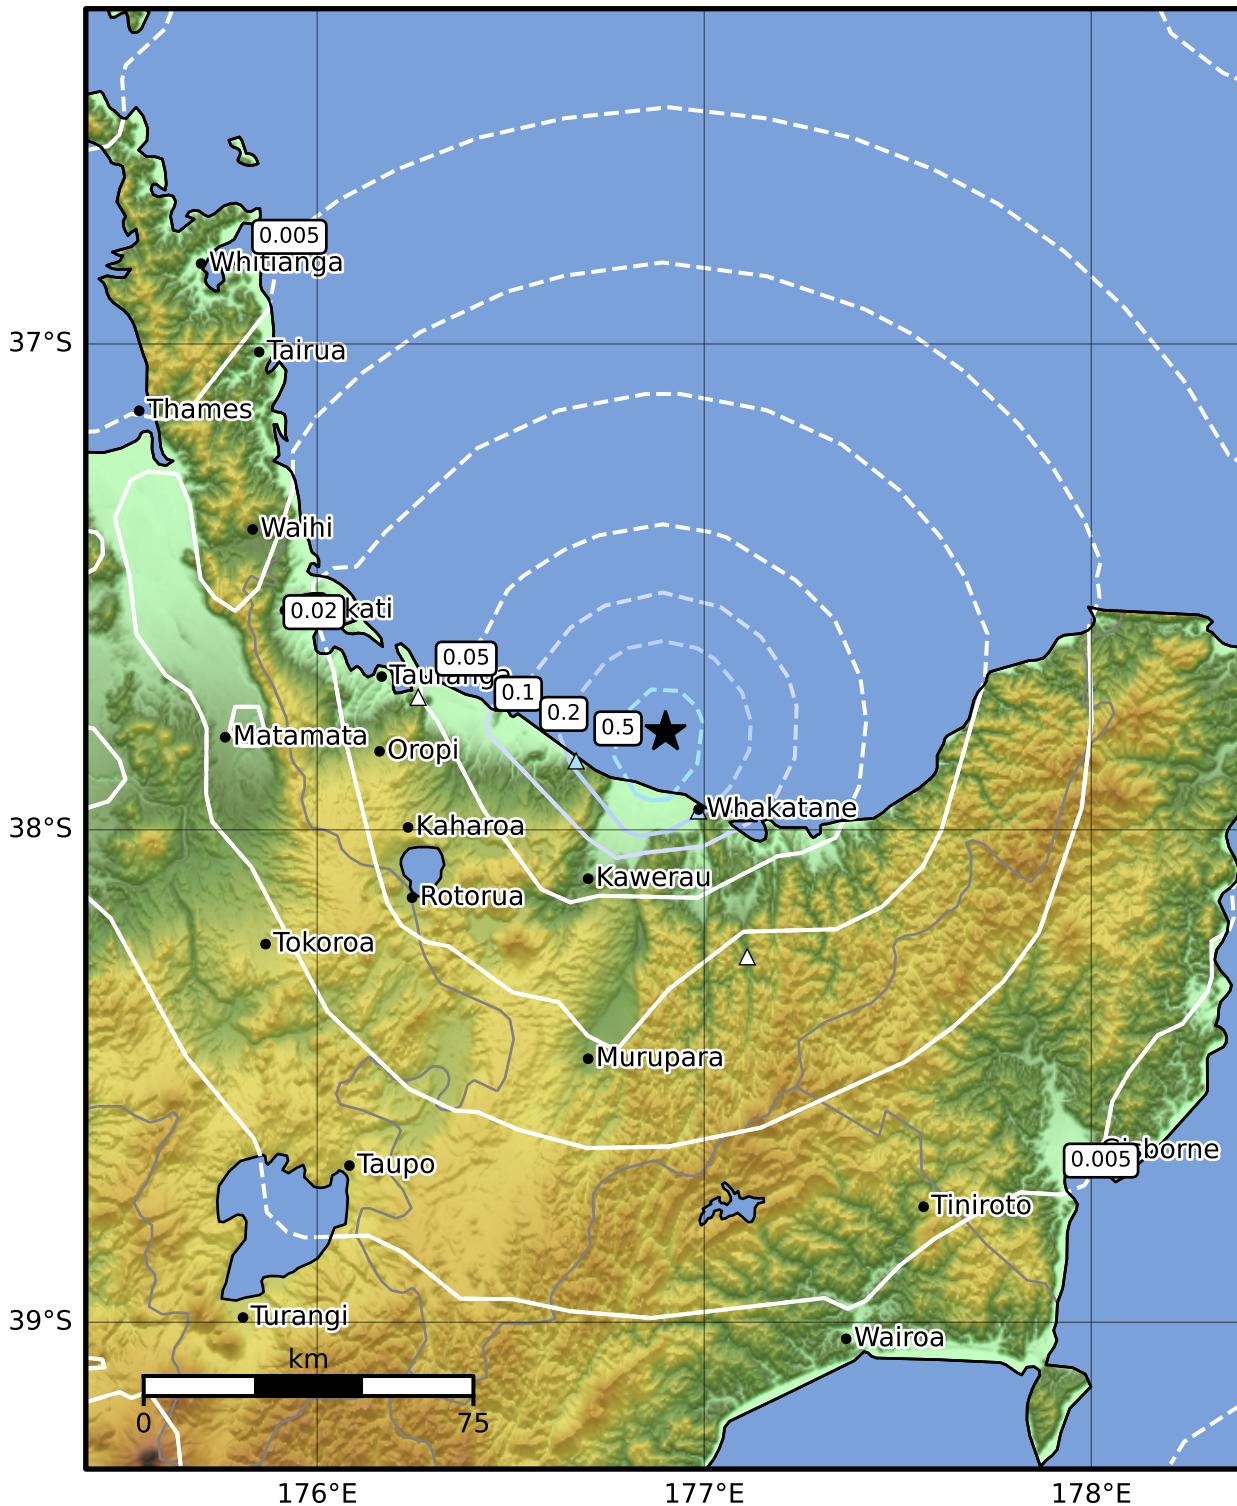 0.005
Whitianga
37°S
Tairua
Thames
Waihi
0.02
kati
0.05
Tauranga
0.1
0.2
0.5
Matamata
Oropi
Whakatane
38°S
Kaharoa
Kawerau
Rotorua
Tokoroa
Murupara
Gisborne
0.005
Taupo
Tiniroto
39°S
Turangi
Wairoa
km
0
75
176°E
177°E
178°E